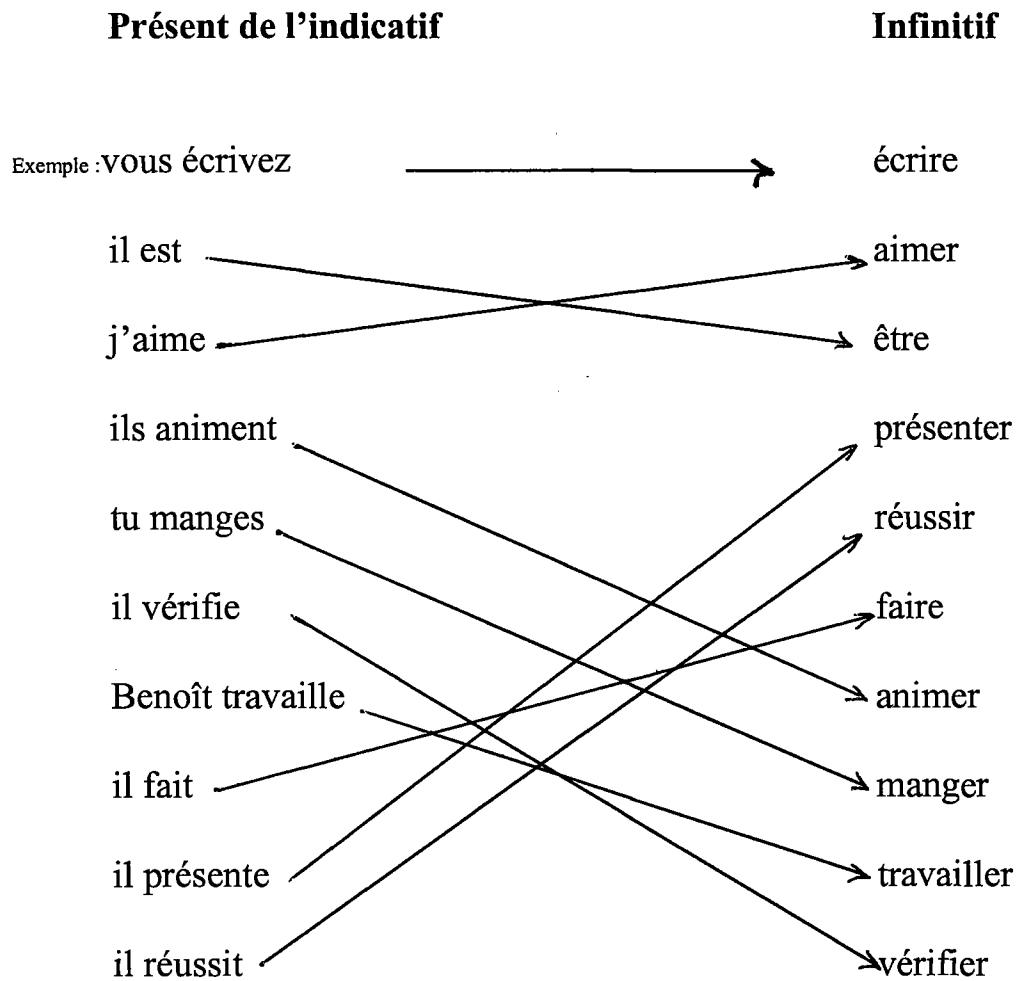 Présent de l'indicatif Infinitif
Exemple : vous écrivez écrire
il est aimer
j'aime être
ils animent présenter
tu manges réussir
il vérifie faire
Benoît travaille animer
il fait manger
il présente travailler
il réussit vérifier